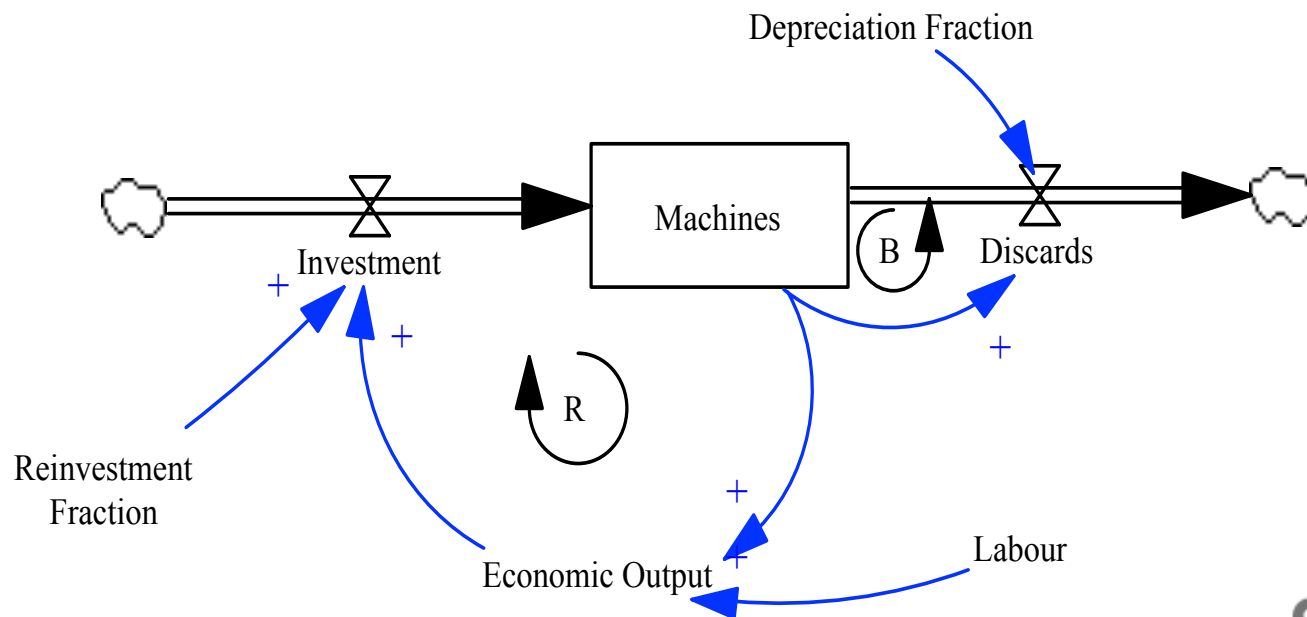 Depreciation Fraction
Machines
B
Investment
Discards
+
+
+
R
Reinvestment
Fraction
+
+
Labour
Economic Output